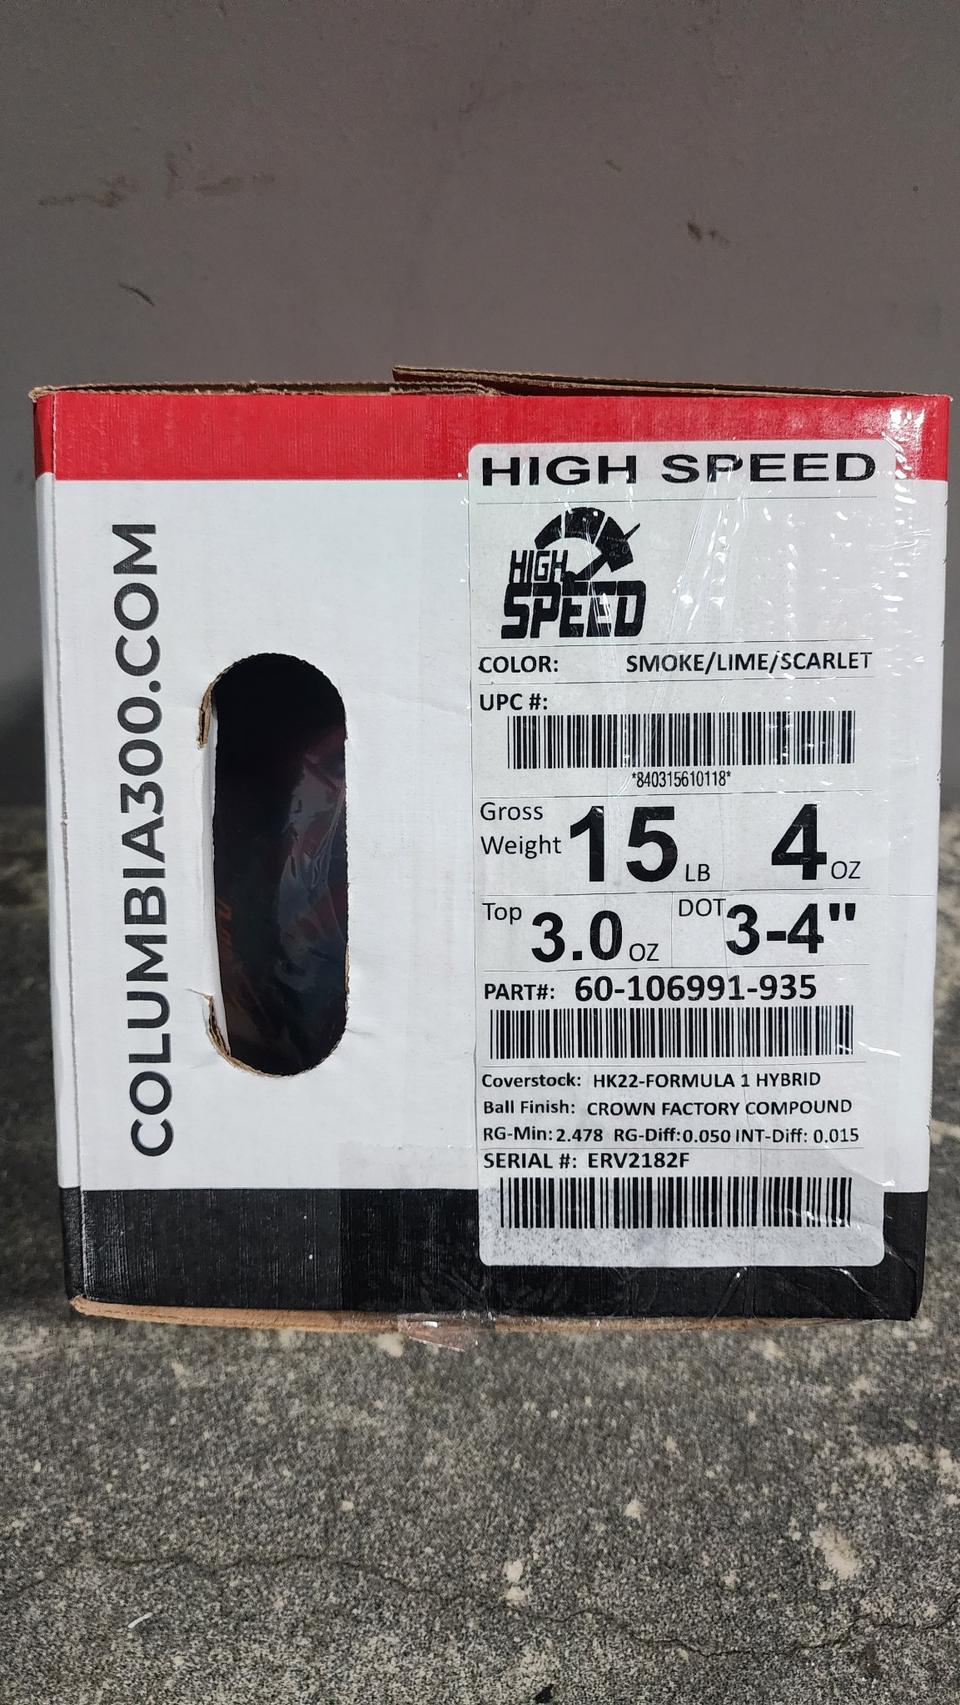 COLUMBIA300.COM
HIGH SPEED
HIGH
SPEED
COLOR: SMOKE/LIME/SCARLET
UPC #:
*840315610118*
Gross Weight 15 LB 4 OZ
Top 3.0 OZ DOT 3-4"
PART#: 60-106991-935
Coverstock: HK22-FORMULA 1 HYBRID
Ball Finish: CROWN FACTORY COMPOUND
RG-Min: 2.478 RG-Diff: 0.050 INT-Diff: 0.015
SERIAL #: ERV2182F